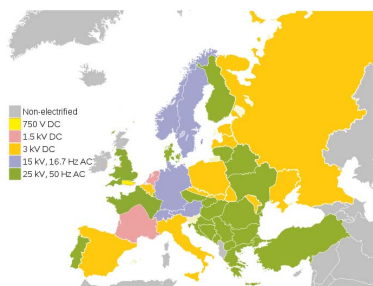 Non-electrified
750 V DC
1.5 kV DC
3 kV DC
15 kV, 16.7 Hz AC
25 kV, 50 Hz AC